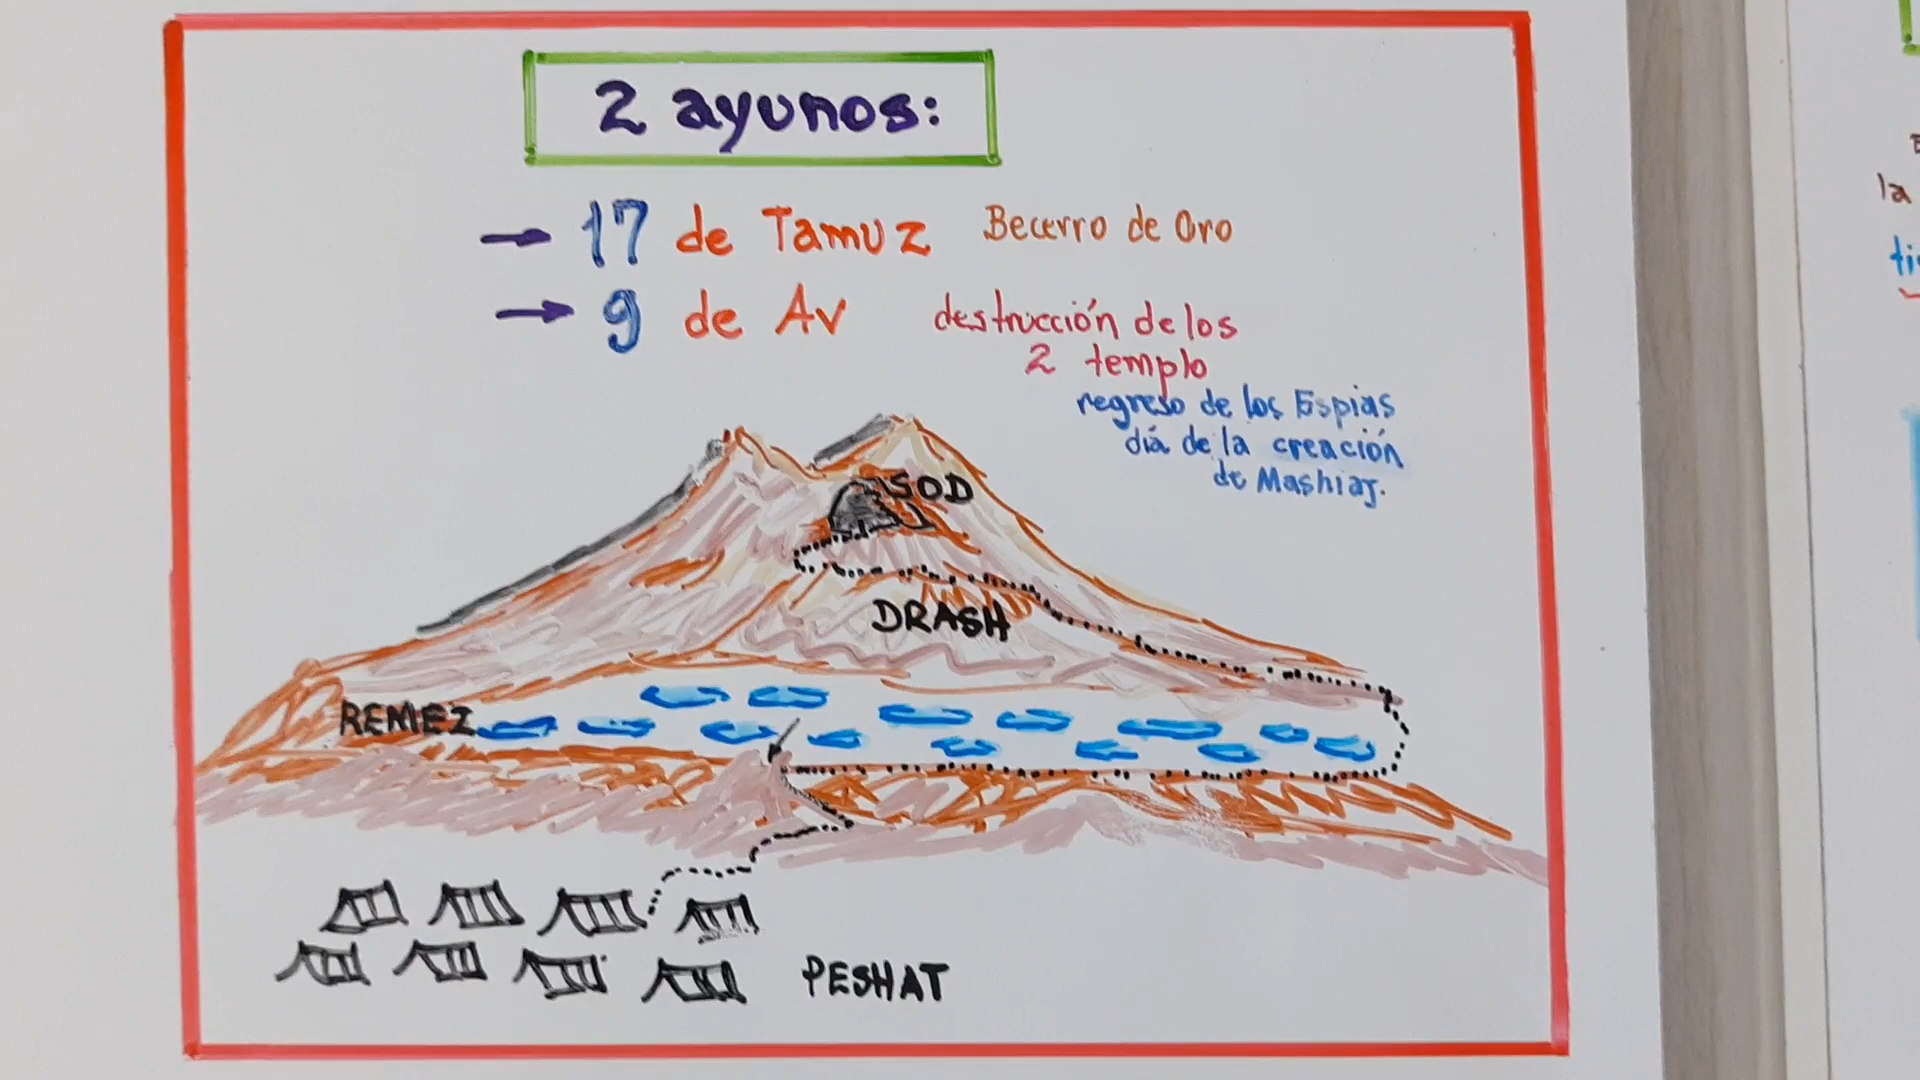 2 ayunos:
17 de Tamuz Becerro de Oro
9 de Av destrucción de los
2 templo
regreso de los Espias
día de la creación
de Mashiaj.
SOD
DRASH
REMEZ
PESHAT
la